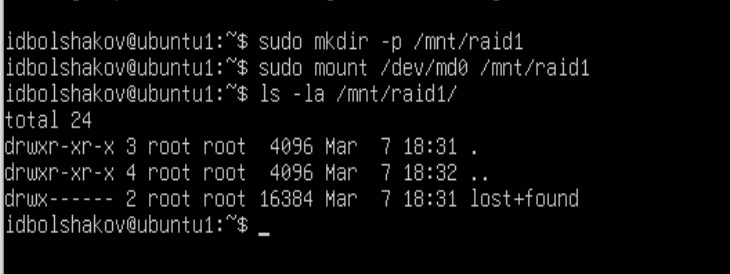 idbolshakov@ubuntu1:~$ sudo mkdir -p /mnt/raid1
idbolshakov@ubuntu1:~$ sudo mount /dev/md0 /mnt/raid1
idbolshakov@ubuntu1:~$ ls -la /mnt/raid1/
total 24
drwxr-xr-x 3 root root  4096 Mar  7 18:31 .
drwxr-xr-x 4 root root  4096 Mar  7 18:32 ..
drwx------ 2 root root 16384 Mar  7 18:31 lost+found
idbolshakov@ubuntu1:~$ _